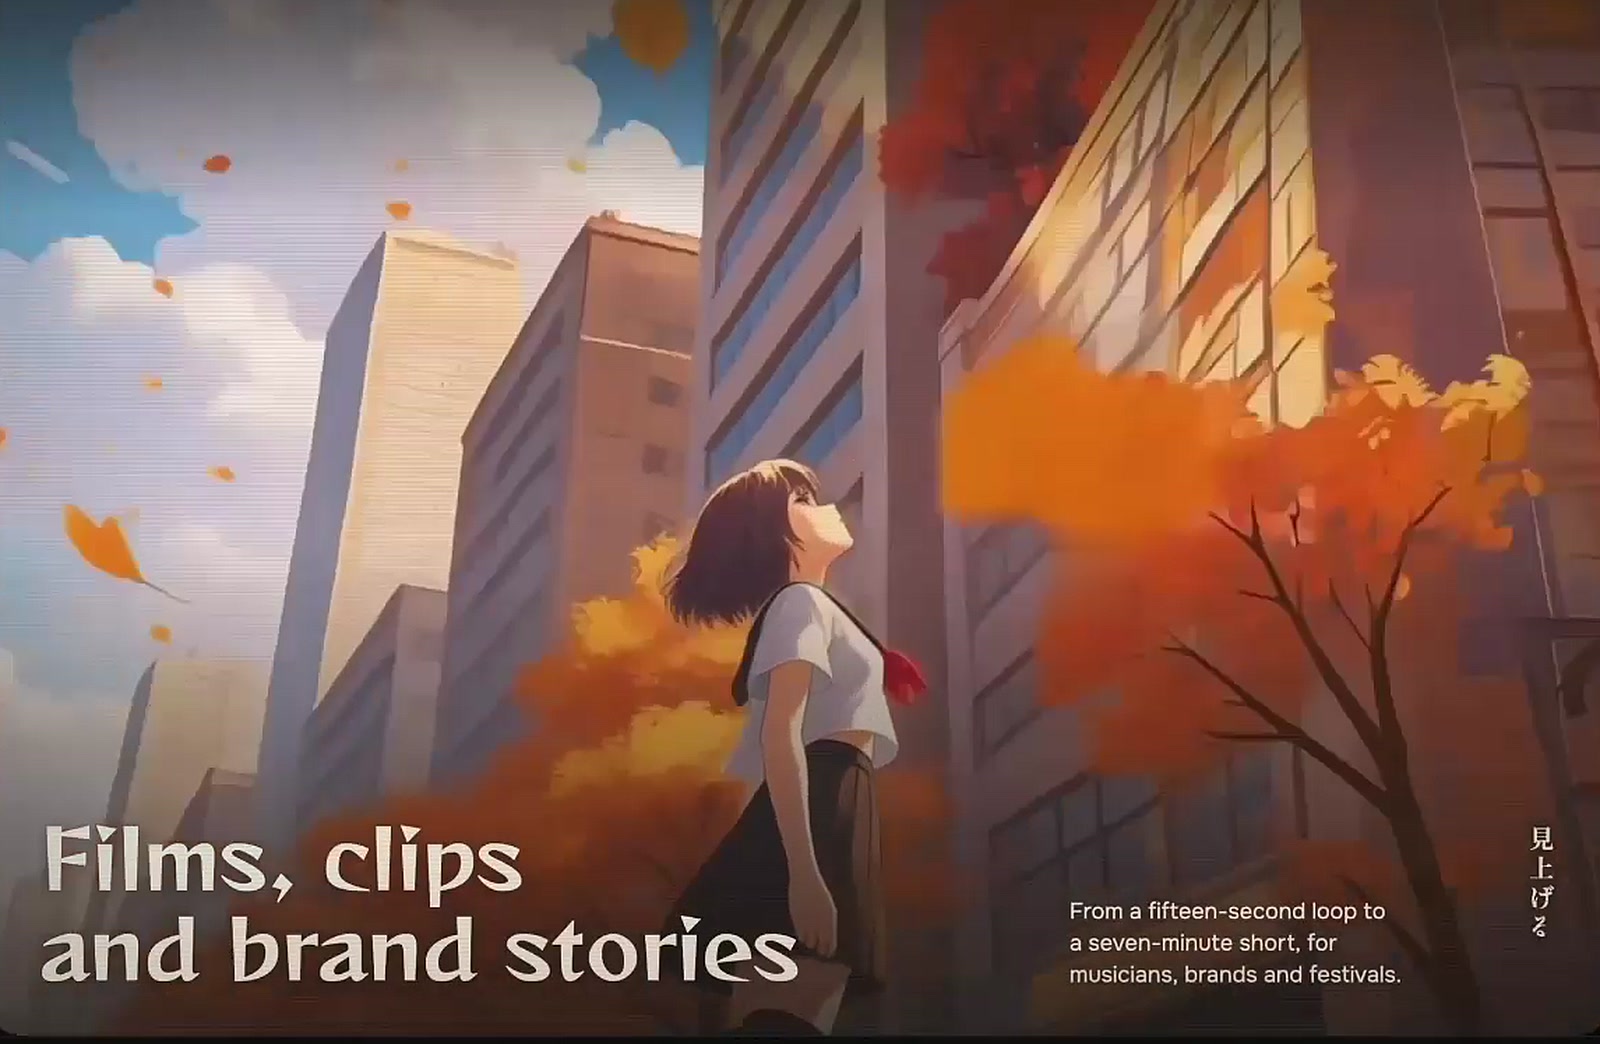 Films, clips
and brand stories
From a fifteen-second loop to
a seven-minute short, for
musicians, brands and festivals.
見上げる